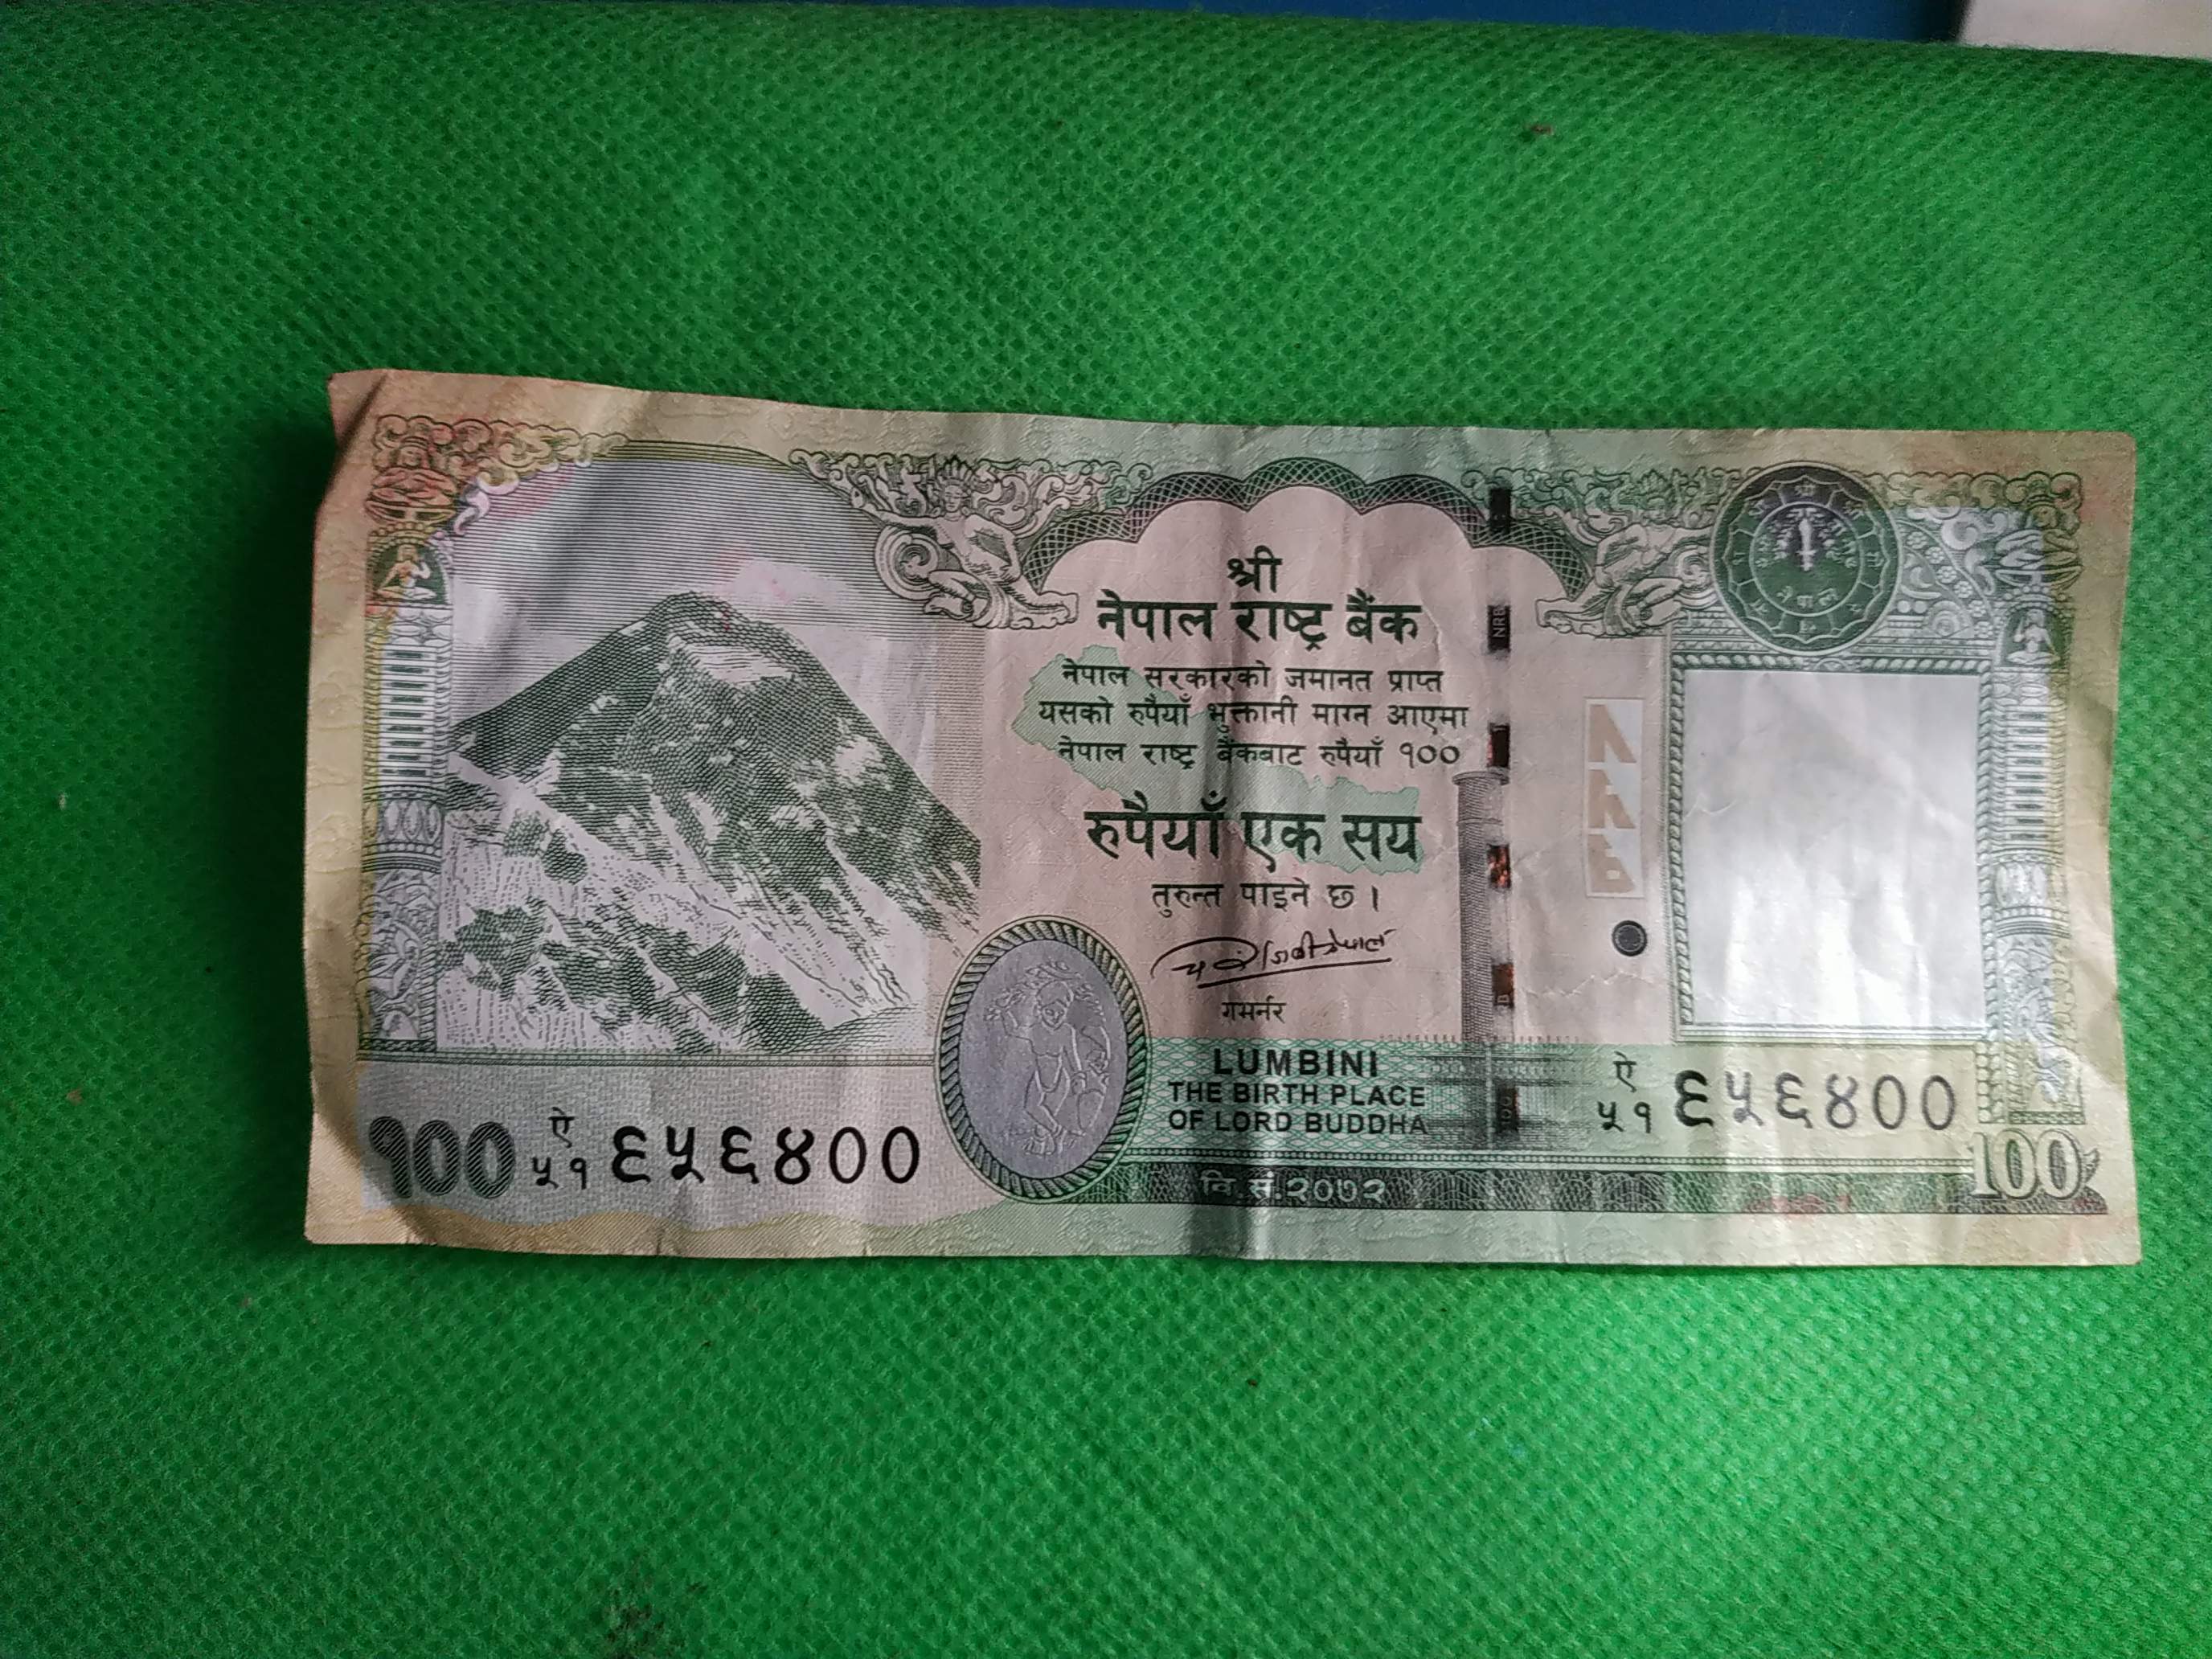 श्री
नेपाल राष्ट्र बैंक
नेपाल सरकारको जमानत प्राप्त
यसको रुपैयाँ भुक्तानी माग्न आएमा
नेपाल राष्ट्र बैंकबाट रुपैयाँ १००
रुपैयाँ एक सय
तुरुन्त पाइने छ ।
गभर्नर
LUMBINI
THE BIRTH PLACE
OF LORD BUDDHA
ऐ
५१ ६५६४००
१००
ऐ
५१ ६५६४००
100
वि.सं.२०७२
NRB